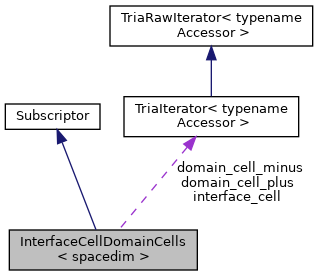 TriaRawIterator< typename
Accessor >
Subscriptor
TriaIterator< typename
Accessor >
domain_cell_minus
domain_cell_plus
interface_cell
InterfaceCellDomainCells
< spacedim >